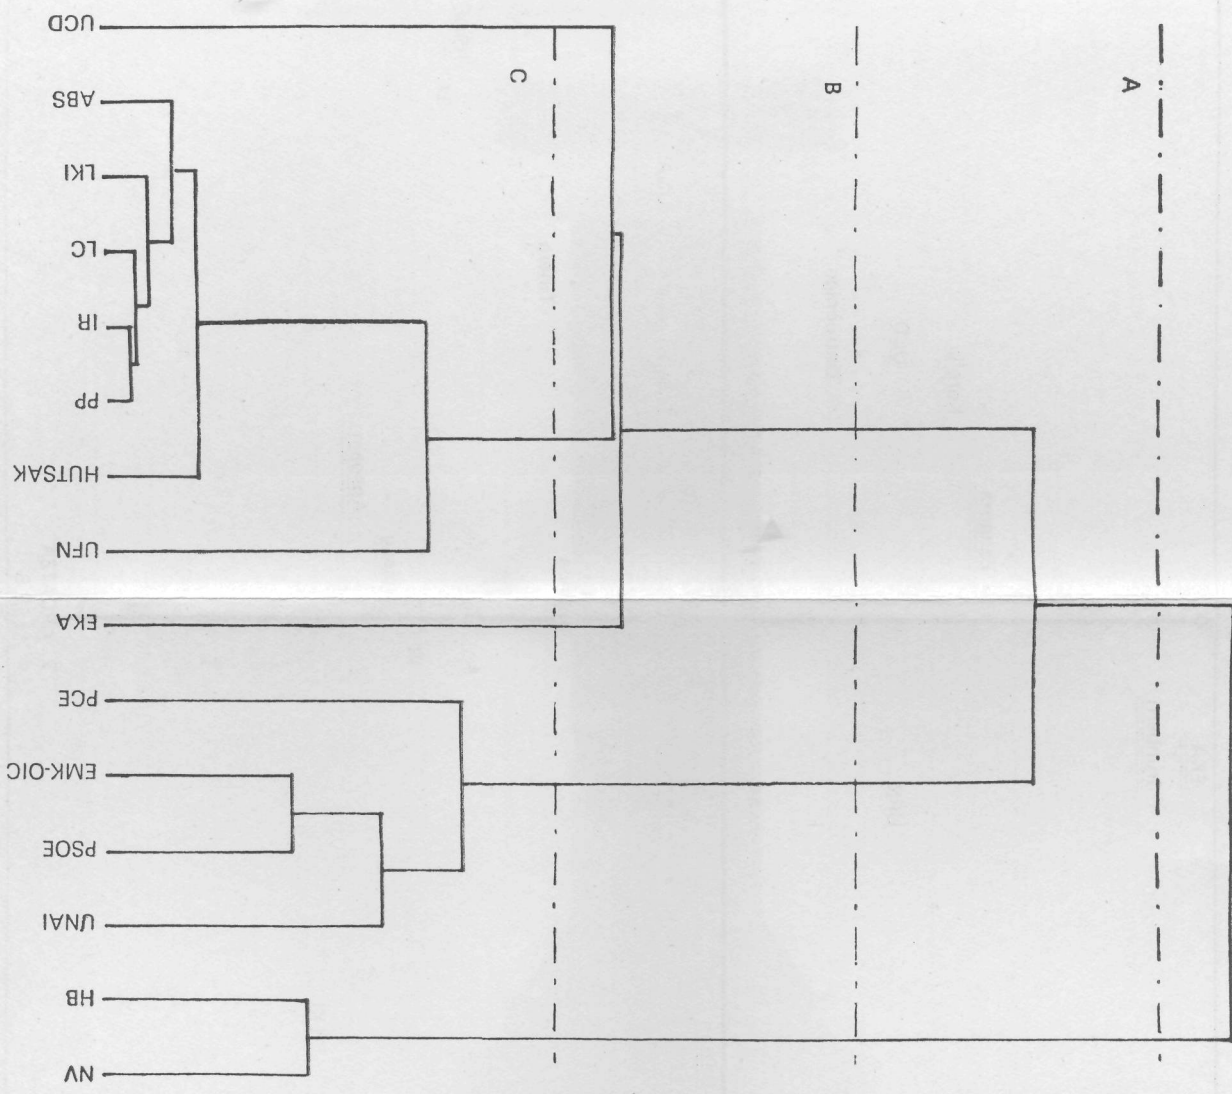 UCD
ABS
LKI
LC
IR
PP
HUTSAK
UFN
EKA
PCE
EMK-OIC
PSOE
UNAI
HB
NV
C
B
A